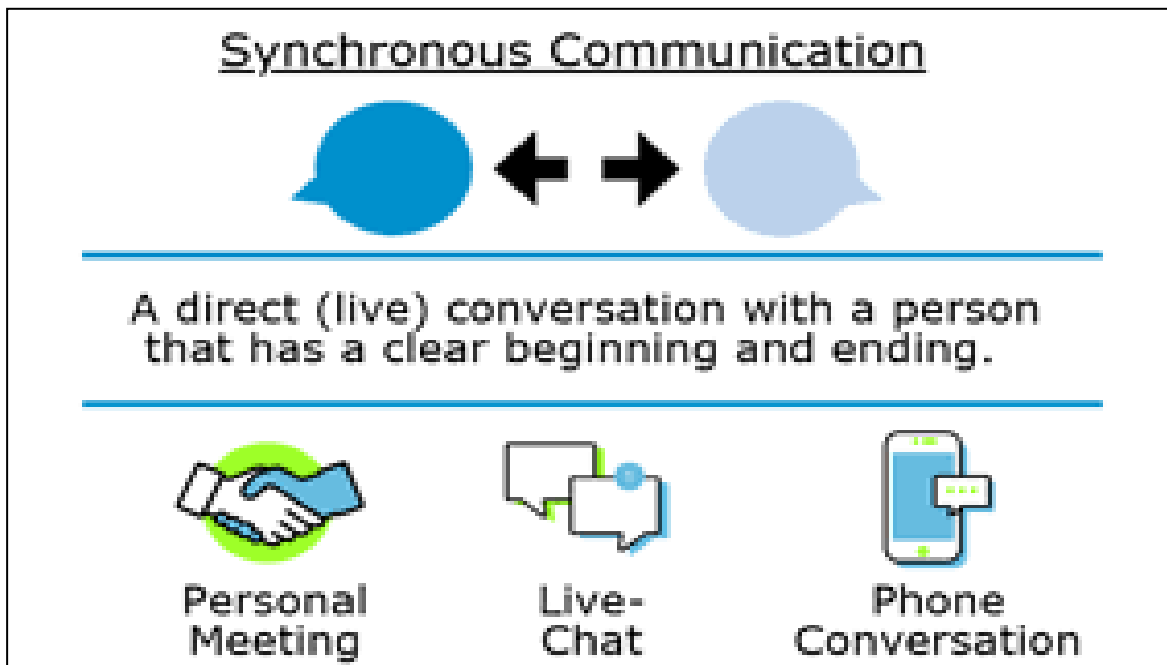 Synchronous Communication
A direct (live) conversation with a person
that has a clear beginning and ending.
Personal
Meeting
Live-
Chat
Phone
Conversation